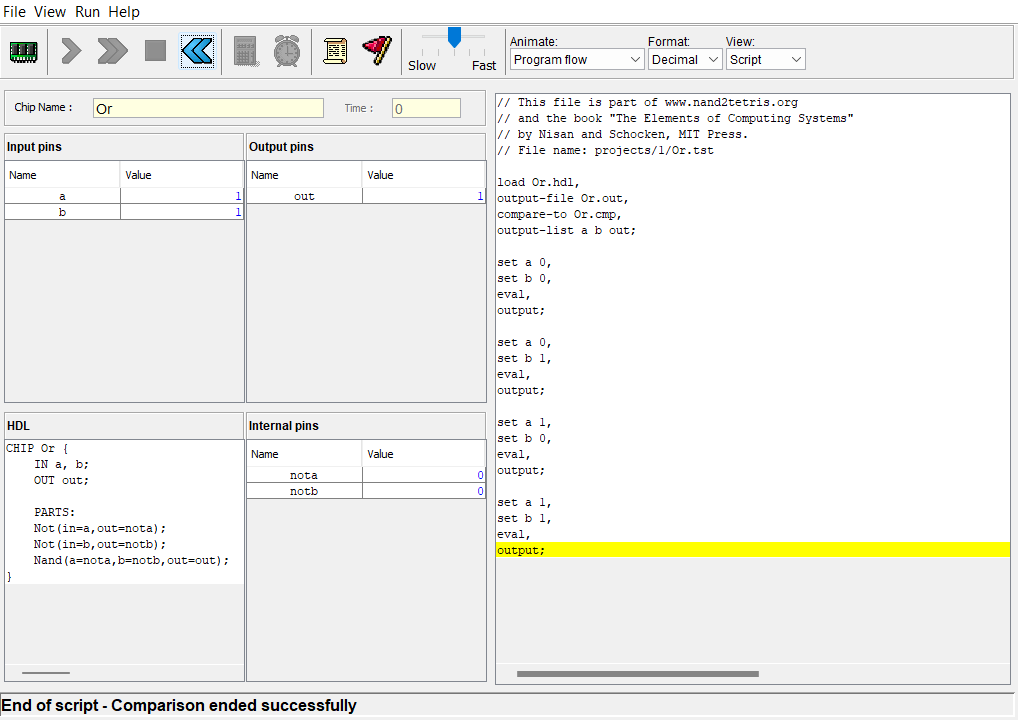 File View Run Help
Slow Fast
Animate: Format: View:
Program flow Decimal Script
Chip Name : Or Time : 0
Input pins
Name Value
a 1
b 1
Output pins
Name Value
out 1
HDL
CHIP Or {
    IN a, b;
    OUT out;

    PARTS:
    Not(in=a,out=nota);
    Not(in=b,out=notb);
    Nand(a=nota,b=notb,out=out);
}
Internal pins
Name Value
nota 0
notb 0
// This file is part of www.nand2tetris.org
// and the book "The Elements of Computing Systems"
// by Nisan and Schocken, MIT Press.
// File name: projects/1/Or.tst

load Or.hdl,
output-file Or.out,
compare-to Or.cmp,
output-list a b out;

set a 0,
set b 0,
eval,
output;

set a 0,
set b 1,
eval,
output;

set a 1,
set b 0,
eval,
output;

set a 1,
set b 1,
eval,
output;
End of script - Comparison ended successfully